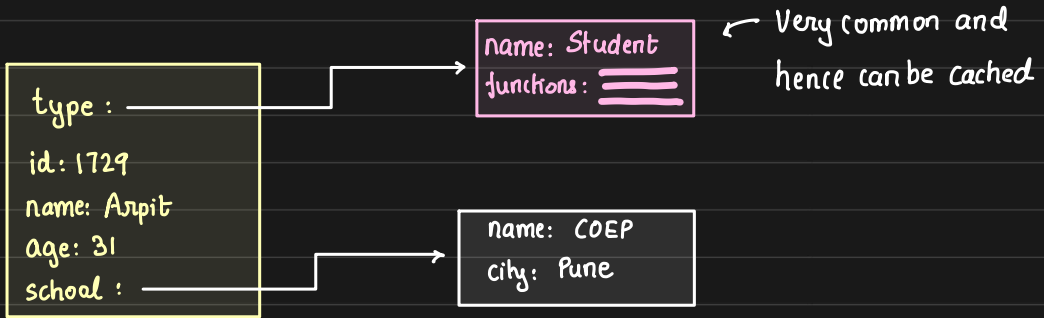 type :
id: 1729
name: Arpit
age: 31
school :
name: Student
functions:
Very common and
hence can be cached
name: COEP
city: Pune